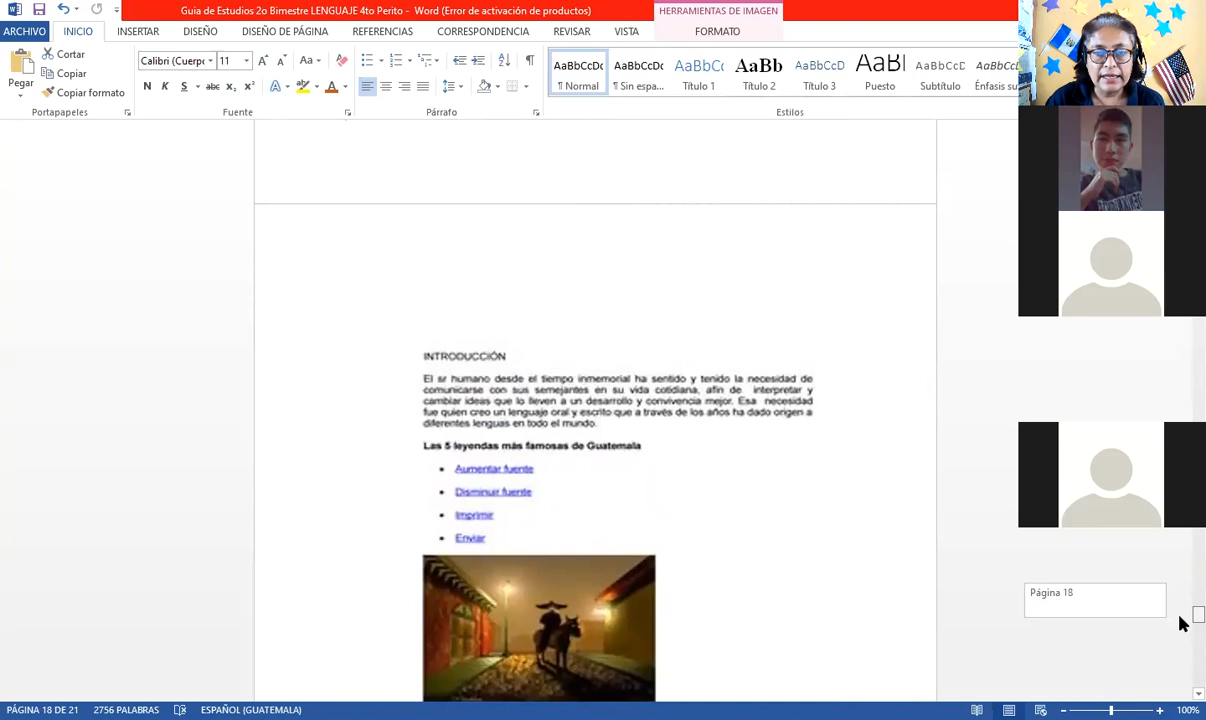 Guia de Estudios 2o Bimestre LENGUAJE 4to Perito - Word (Error de activación de productos)
HERRAMIENTAS DE IMAGEN
ARCHIVO INICIO INSERTAR DISEÑO DISEÑO DE PÁGINA REFERENCIAS CORRESPONDENCIA REVISAR VISTA FORMATO
Cortar
Copiar
Copiar formato
Pegar
Portapapeles
Calibri (Cuerpo 11
N K S abc x₂ x²
Fuente
Párrafo
AaBbCcDc AaBbCcDc AaBbCc AaBb AaBbCcD AaBl AaBbCcD AaBbCcDc
¶ Normal ¶ Sin espa... Título 1 Título 2 Título 3 Puesto Subtítulo Énfasis su
Estilos
INTRODUCCIÓN
El sr humano desde el tiempo inmemorial ha sentido y tenido la necesidad de
comunicarse con sus semejantes en su vida cotidiana, afín de interpretar y
cambiar ideas que lo lleven a un desarrollo y convivencia mejor. Esa necesidad
fue quien creo un lenguaje oral y escrito que a través de los años ha dado origen a
diferentes lenguas en todo el mundo.
Las 5 leyendas más famosas de Guatemala
• Aumentar fuente
• Disminuir fuente
• Imprimir
• Enviar
Página 18
PÁGINA 18 DE 21 2756 PALABRAS ESPAÑOL (GUATEMALA) 100%